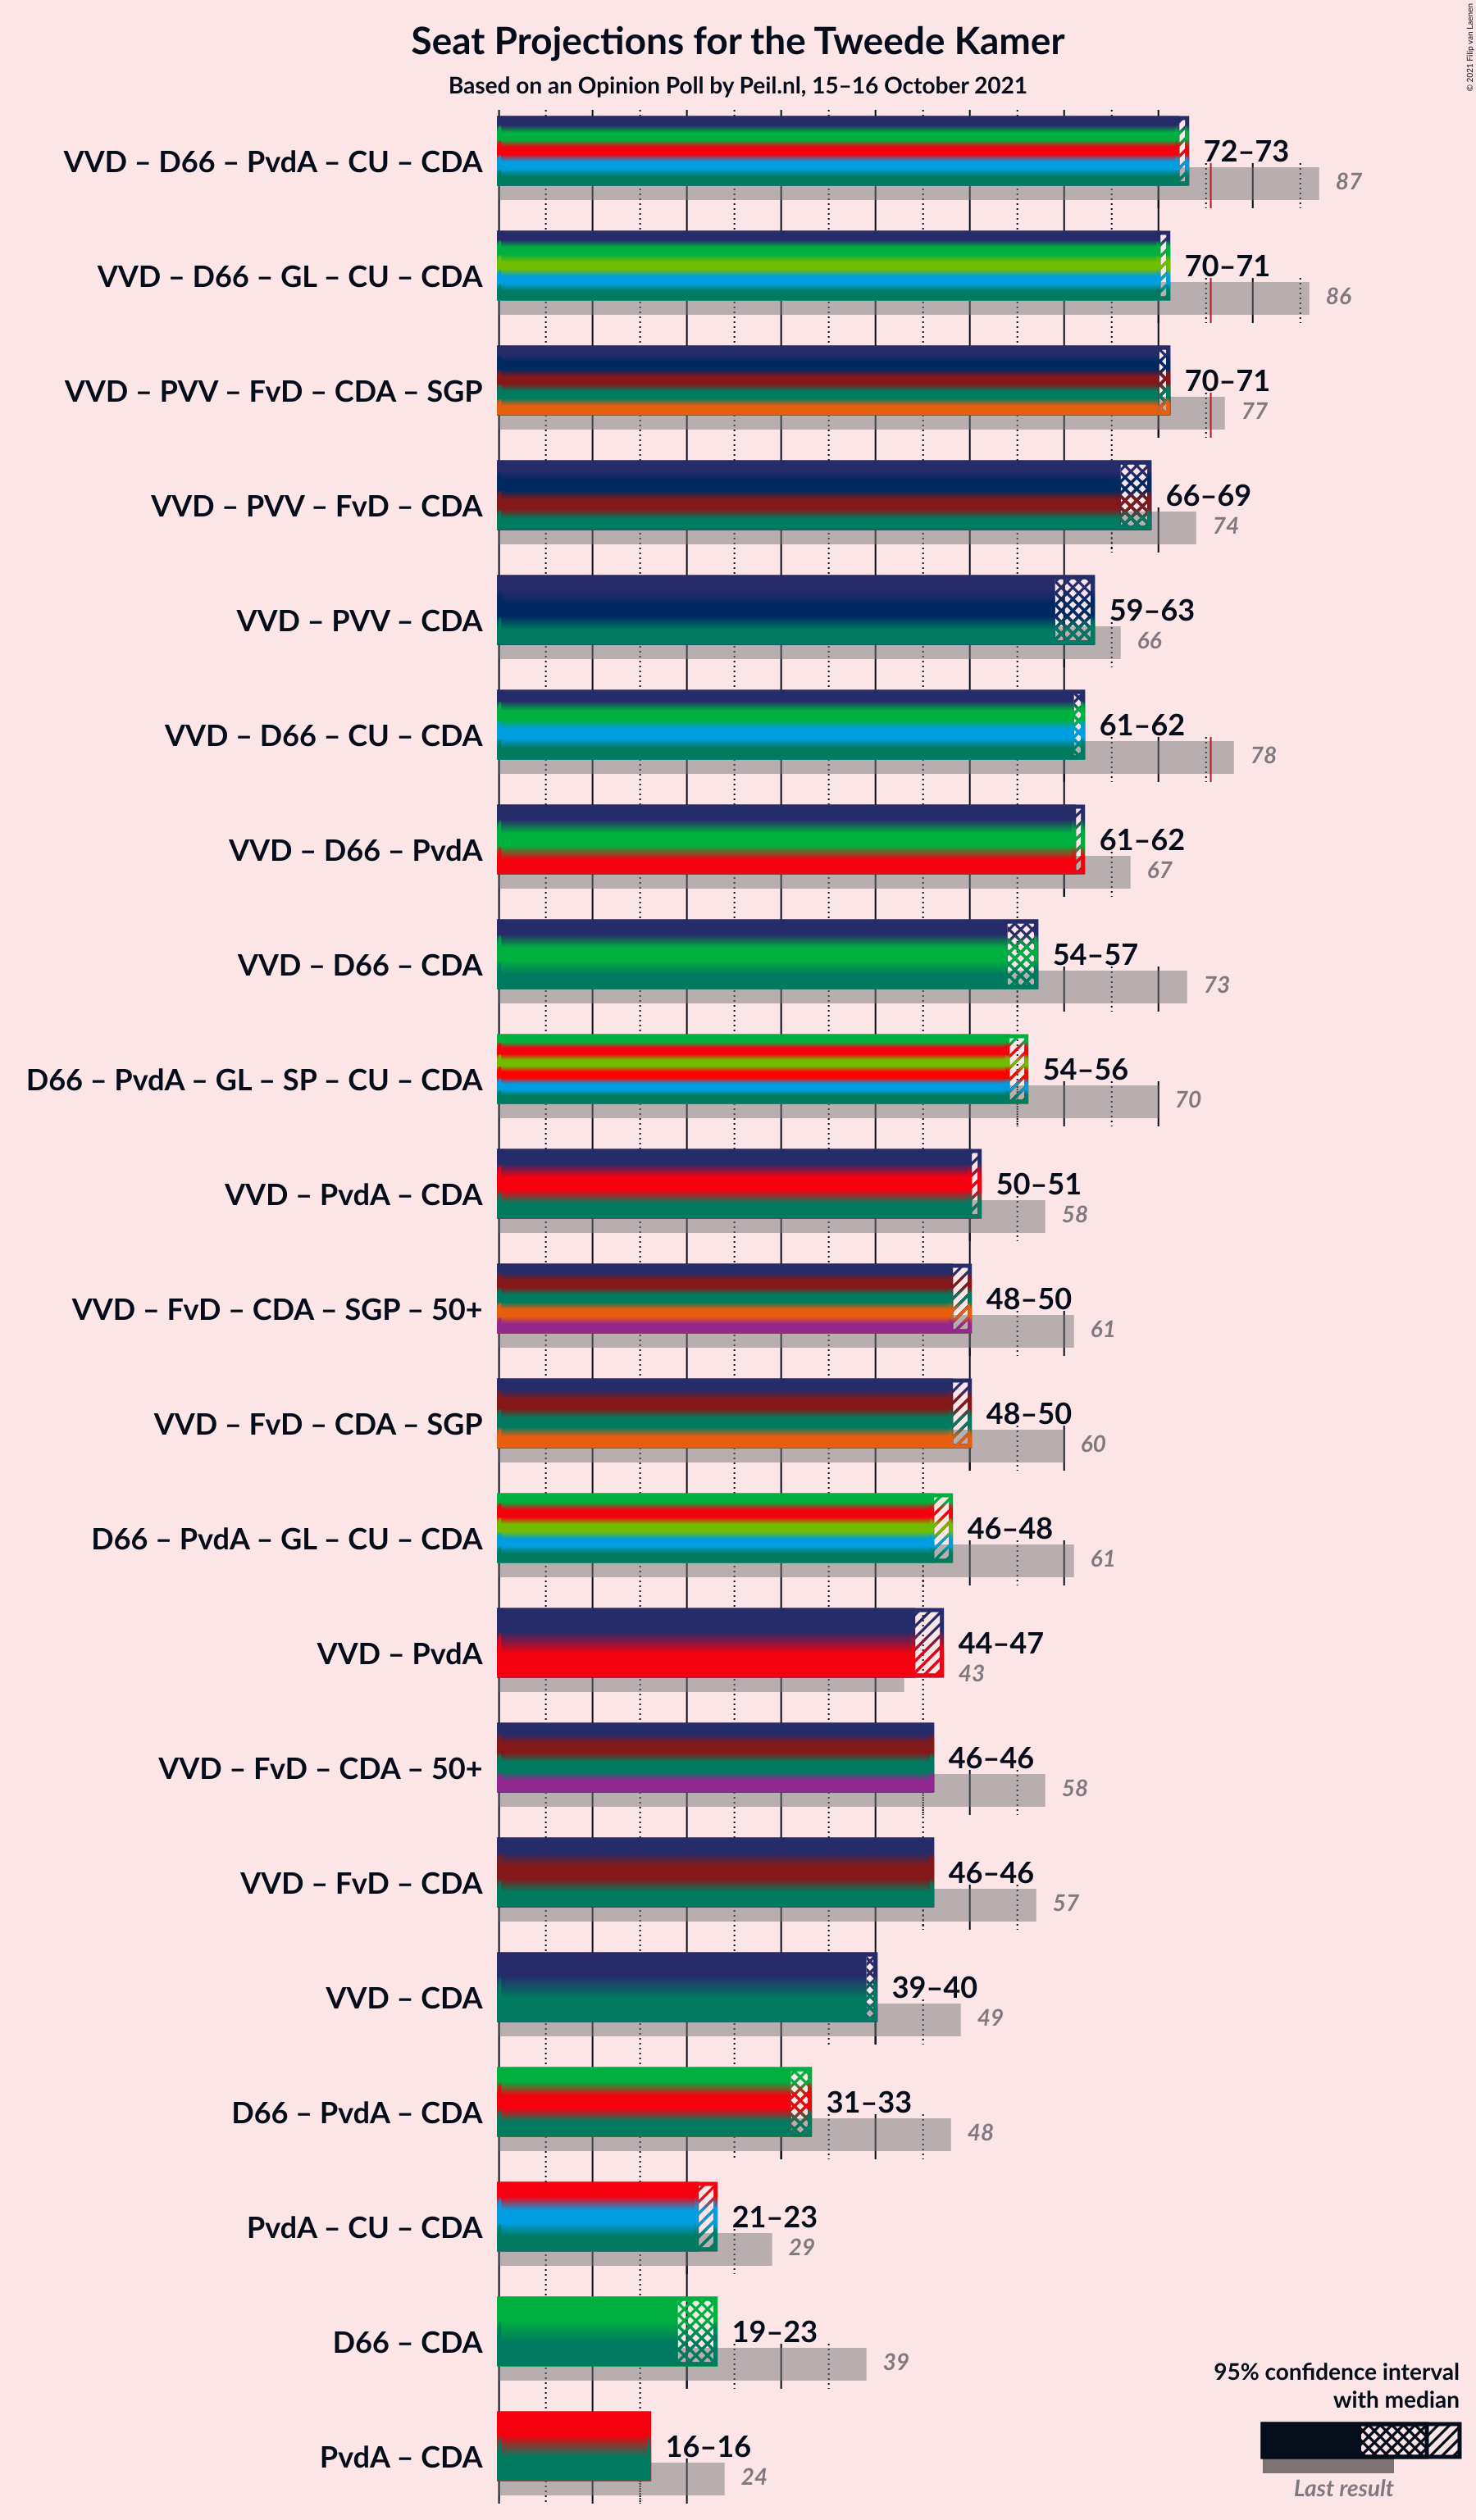 Seat Projections for the Tweede Kamer
Based on an Opinion Poll by Peil.nl, 15–16 October 2021
© 2021 Filip van Laenen
VVD – D66 – PvdA – CU – CDA 72–73 87
VVD – D66 – GL – CU – CDA 70–71 86
VVD – PVV – FvD – CDA – SGP 70–71 77
VVD – PVV – FvD – CDA 66–69 74
VVD – PVV – CDA 59–63 66
VVD – D66 – CU – CDA 61–62 78
VVD – D66 – PvdA 61–62 67
VVD – D66 – CDA 54–57 73
D66 – PvdA – GL – SP – CU – CDA 54–56 70
VVD – PvdA – CDA 50–51 58
VVD – FvD – CDA – SGP – 50+ 48–50 61
VVD – FvD – CDA – SGP 48–50 60
D66 – PvdA – GL – CU – CDA 46–48 61
VVD – PvdA 44–47 43
VVD – FvD – CDA – 50+ 46–46 58
VVD – FvD – CDA 46–46 57
VVD – CDA 39–40 49
D66 – PvdA – CDA 31–33 48
PvdA – CU – CDA 21–23 29
D66 – CDA 19–23 39
PvdA – CDA 16–16 24
95% confidence interval
with median
Last result